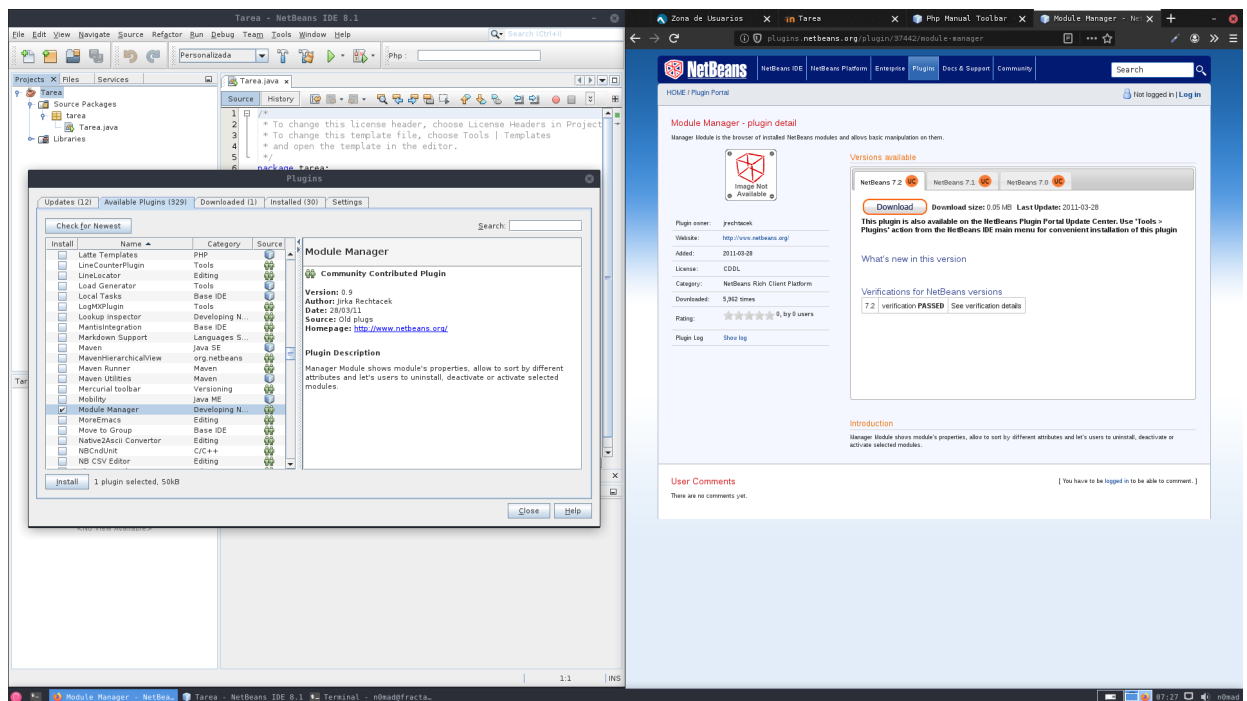 Tarea - NetBeans IDE 8.1
File Edit View Navigate Source Refactor Run Debug Team Tools Window Help
Search (Ctrl+I)
Personalizada
Php :
Projects X Files Services
Tarea
Source Packages
tarea
Tarea.java
Libraries
Tarea.java x
Source History
1 /*
2 * To change this license header, choose License Headers in Project
3 * To change this template file, choose Tools | Templates
4 * and open the template in the editor.
5 */
6 package tarea;
Plugins
Updates (12) Available Plugins (329) Downloaded (1) Installed (30) Settings
Check for Newest
Search:
Install Name Category Source
Latte Templates PHP
LineCounterPlugin Tools
LineLocator Editing
Load Generator Tools
Local Tasks Base IDE
LogMXPlugin Tools
Lookup inspector Developing N...
MantisIntegration Base IDE
Markdown Support Languages S...
Maven Java SE
MavenHierarchicalView org.netbeans
Maven Runner Maven
Maven Utilities Maven
Mercurial toolbar Versioning
Mobility Java ME
Module Manager Developing N...
MoreEmacs Editing
Move to Group Base IDE
Native2Ascii Convertor Editing
NBCndUnit C/C++
NB CSV Editor Editing
Module Manager
Community Contributed Plugin
Version: 0.9
Author: Jirka Rechtacek
Date: 28/03/11
Source: Old plugs
Homepage: http://www.netbeans.org/
Plugin Description
Manager Module shows module's properties, allow to sort by different
attributes and let's users to uninstall, deactivate or activate selected
modules.
Install 1 plugin selected, 50kB
Close Help
Tar
<No View Available>
1:1 INS
Module Manager - NetBea… Tarea - NetBeans IDE 8.1 Terminal - n0mad@fracta…
Zona de Usuarios X Tarea X Php Manual Toolbar X Module Manager - Net X
plugins.netbeans.org/plugin/37442/module-manager
NetBeans
NetBeans IDE NetBeans Platform Enterprise Plugins Docs & Support Community
Search
HOME / Plugin Portal
Not logged in | Log in
Module Manager - plugin detail
Manager Module is the browser of installed NetBeans modules and allows basic manipulation on them.
Image Not
Available
Plugin owner: jrechtacek
Website: http://www.netbeans.org/
Added: 2011-03-28
License: CDDL
Category: NetBeans Rich Client Platform
Downloaded: 5,962 times
Rating: 0, by 0 users
Plugin Log Show log
Versions available
NetBeans 7.2 UC NetBeans 7.1 UC NetBeans 7.0 UC
Download Download size: 0.05 MB Last Update: 2011-03-28
This plugin is also available on the NetBeans Plugin Portal Update Center. Use 'Tools >
Plugins' action from the NetBeans IDE main menu for convenient installation of this plugin
What's new in this version
Verifications for NetBeans versions
7.2 verification PASSED See verification details
Introduction
Manager Module shows module's properties, allow to sort by different attributes and let's users to uninstall, deactivate or
activate selected modules.
User Comments
[ You have to be logged in to be able to comment. ]
There are no comments yet.
07:27 n0mad